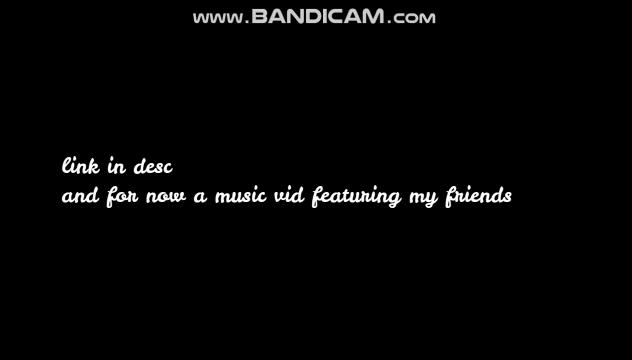 www.BANDICAM.com
link in desc
and for now a music vid featuring my friends